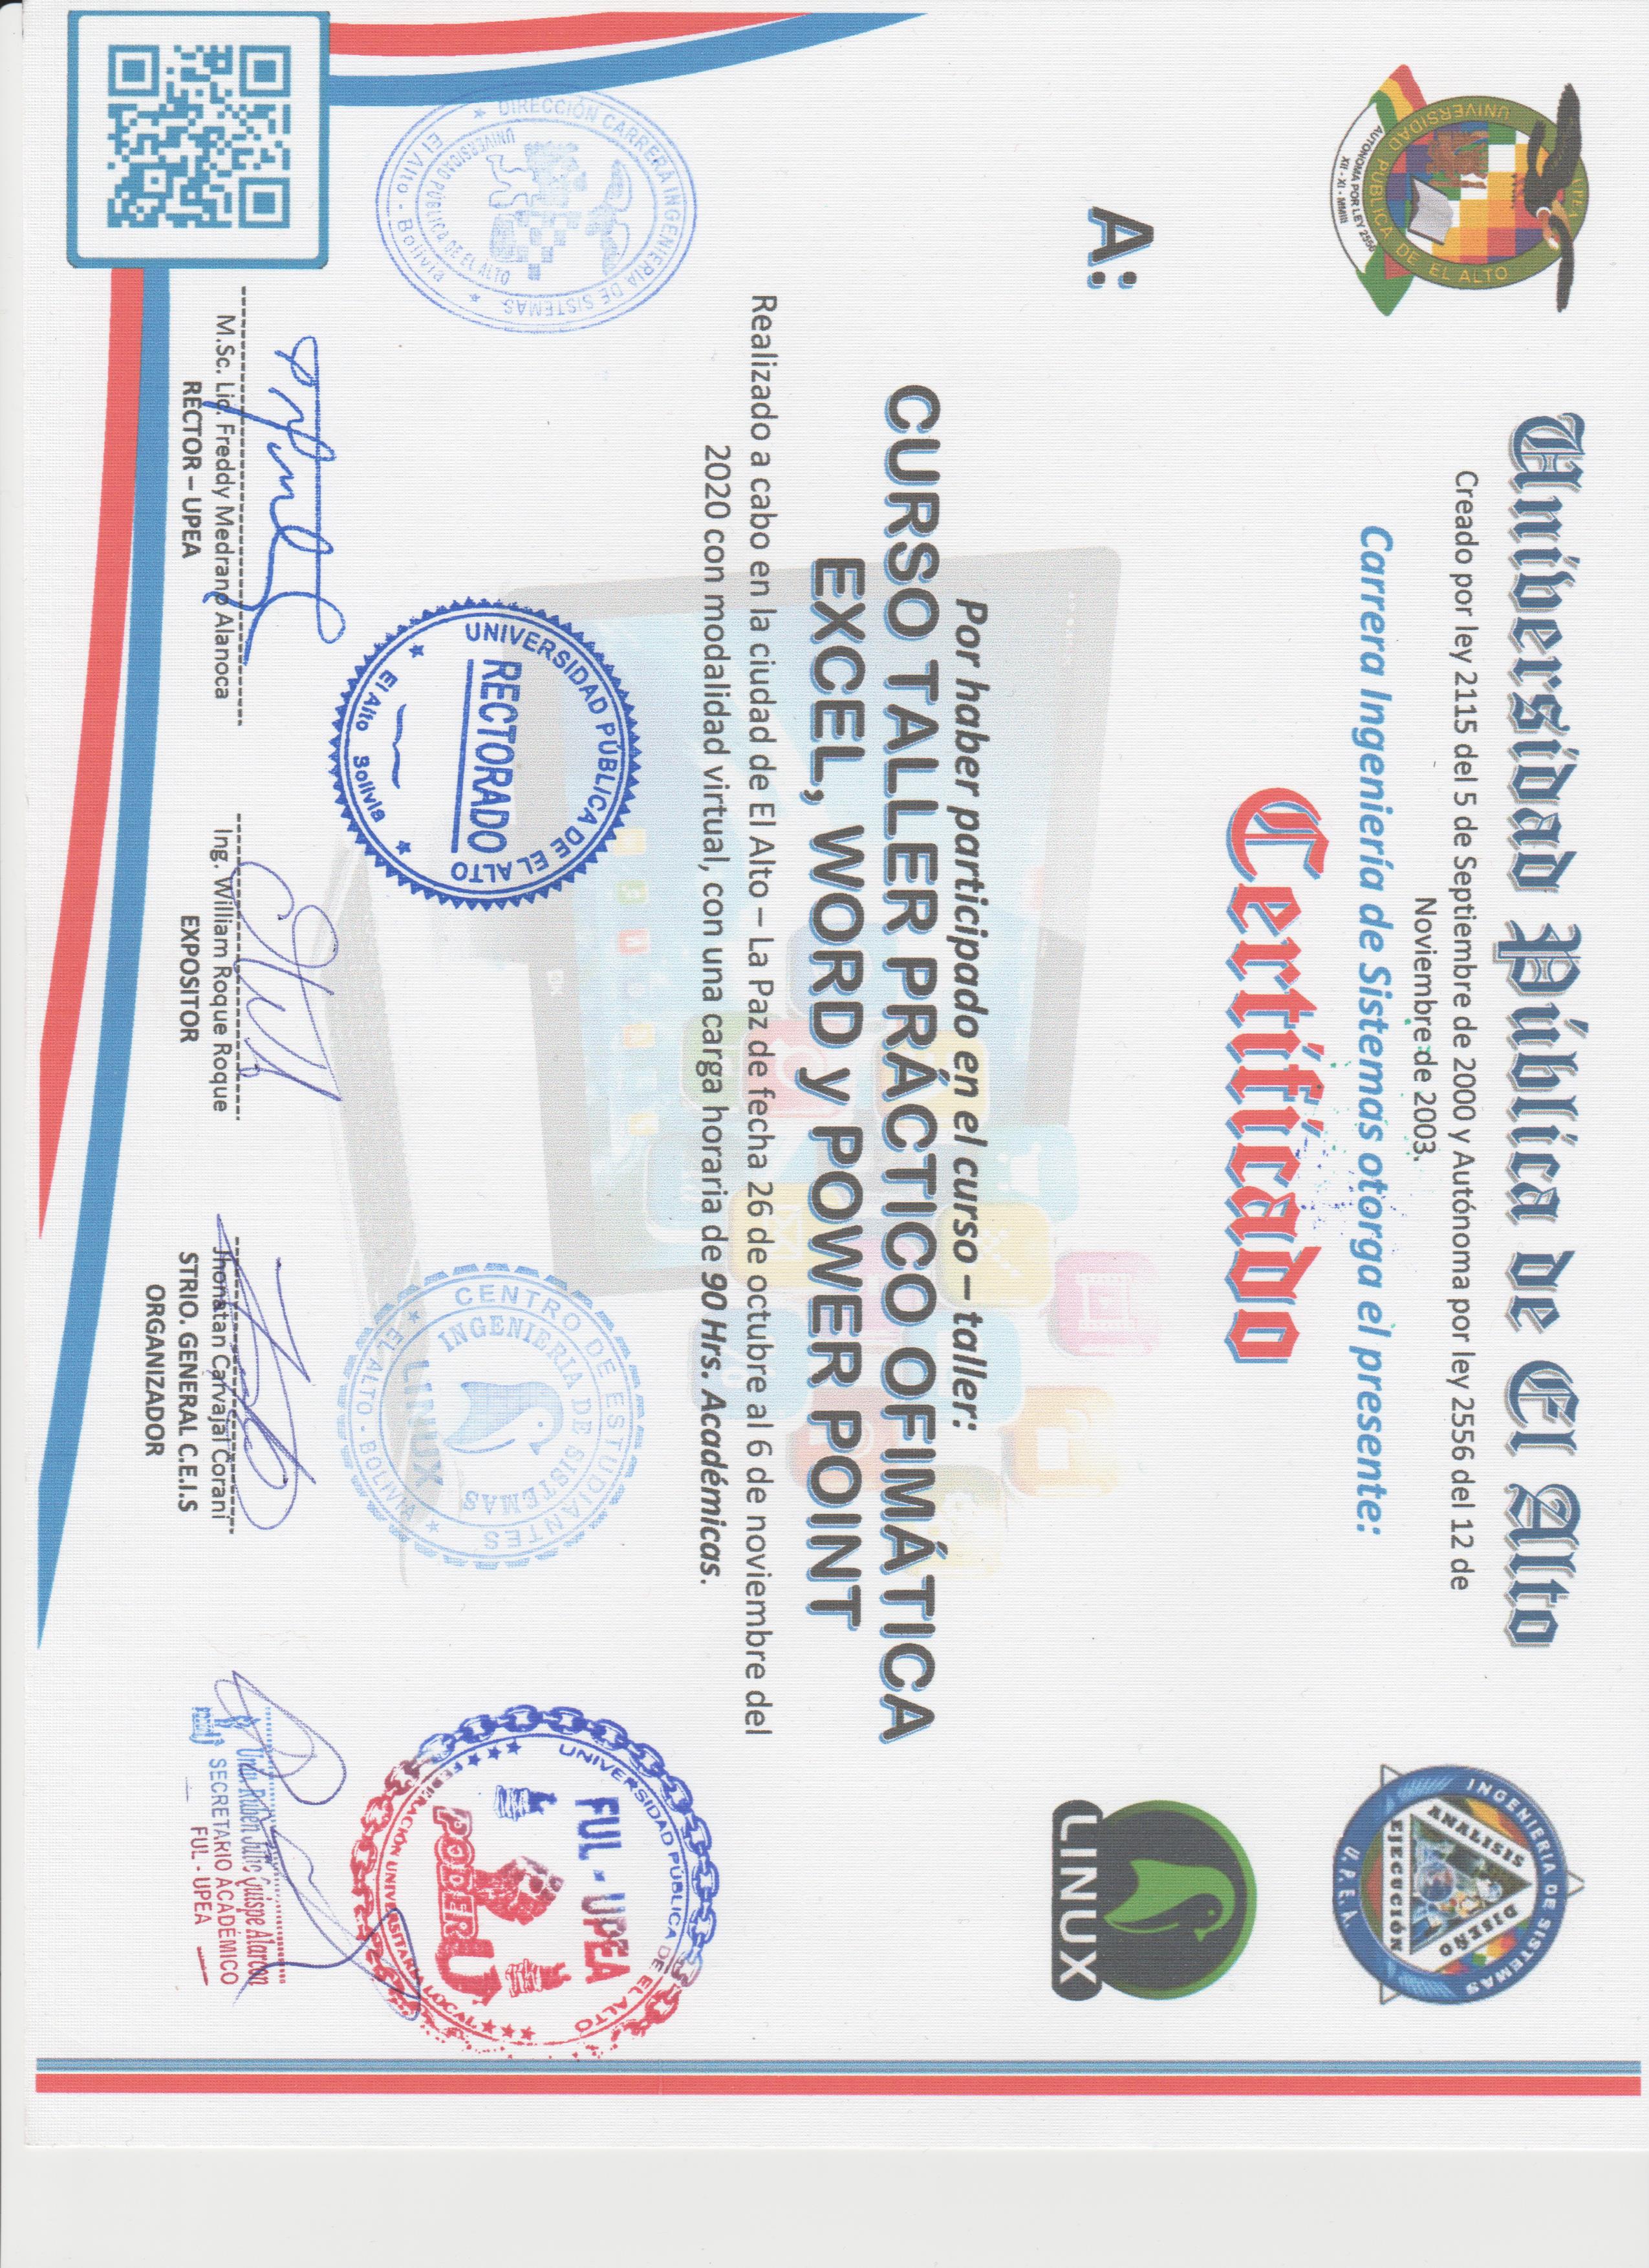 Universidad Pública de El Alto
Creado por ley 2115 del 5 de Septiembre de 2000 y Autónoma por ley 2556 del 12 de
Noviembre de 2003.
Carrera Ingeniería de Sistemas otorga el presente:
Certificado
UPEA
UNIVERSIDAD PÚBLICA DE EL ALTO
AUTÓNOMA POR LEY 2556
XII - XI - MMIII
INGENIERIA DE SISTEMAS
ANALISIS
DISEÑO
EJECUCIÓN
U.P.E.A.
A:
LINUX
Por haber participado en el curso – taller:
CURSO TALLER PRÁCTICO OFIMÁTICA
EXCEL, WORD y POWER POINT
Realizado a cabo en la ciudad de El Alto – La Paz de fecha 26 de octubre al 6 de noviembre del
2020 con modalidad virtual, con una carga horaria de 90 Hrs. Académicas.
DIRECCIÓN CARRERA INGENIERIA DE SISTEMAS
UNIVERSIDAD PÚBLICA DE EL ALTO
El Alto - Bolivia
UNIVERSIDAD PÚBLICA DE EL ALTO
RECTORADO
El Alto Bolivia
CENTRO DE ESTUDIANTES
INGENIERIA DE SISTEMAS
LINUX
EL ALTO - BOLIVIA
UNIVERSIDAD PÚBLICA DE EL ALTO
FUL - UPEA
PODER U
FEDERACIÓN UNIVERSITARIA LOCAL
M.Sc. Lic. Freddy Medrano Alanoca
RECTOR – UPEA
Ing. William Roque Roque
EXPOSITOR
Jhonatan Carvajal Corani
STRIO. GENERAL C.E.I.S
ORGANIZADOR
Univ. Rubén Julio Quispe Alarcon
SECRETARIO ACADÉMICO
FUL - UPEA